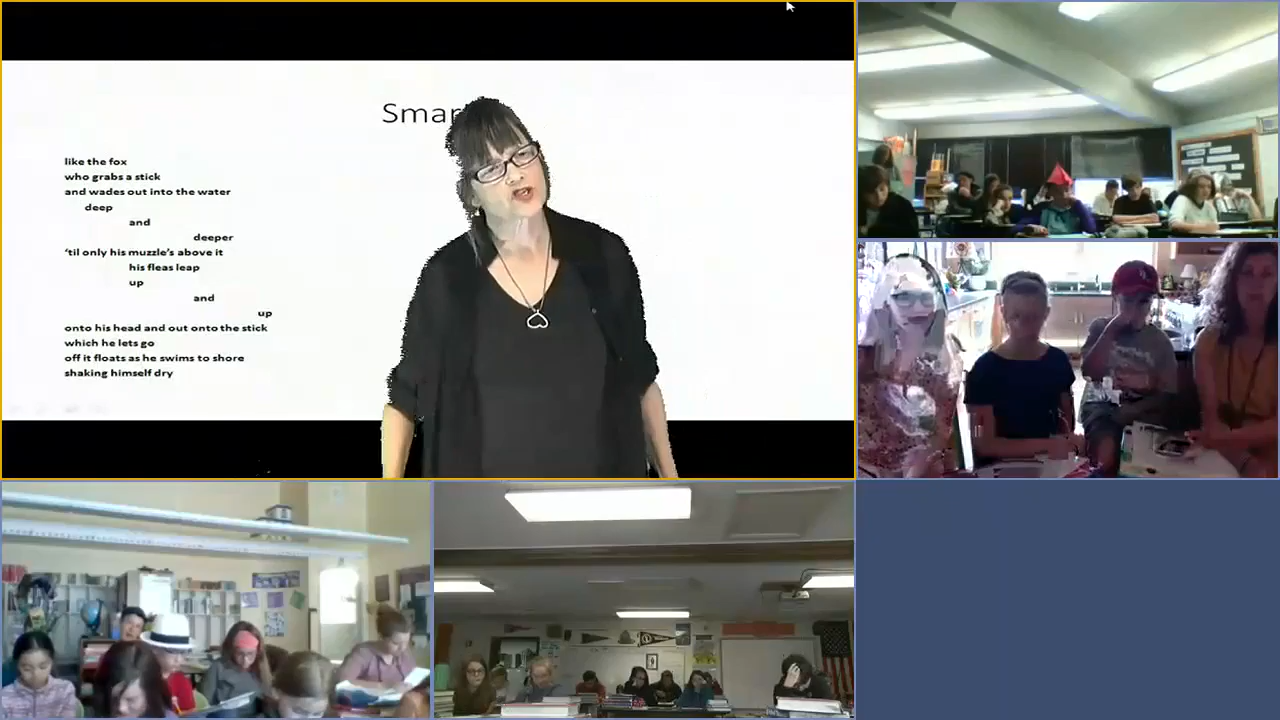 Smar
like the fox
who grabs a stick
and wades out into the water
deep
and
deeper
‘til only his muzzle’s above it
his fleas leap
up
and
up
onto his head and out onto the stick
which he lets go
off it floats as he swims to shore
shaking himself dry